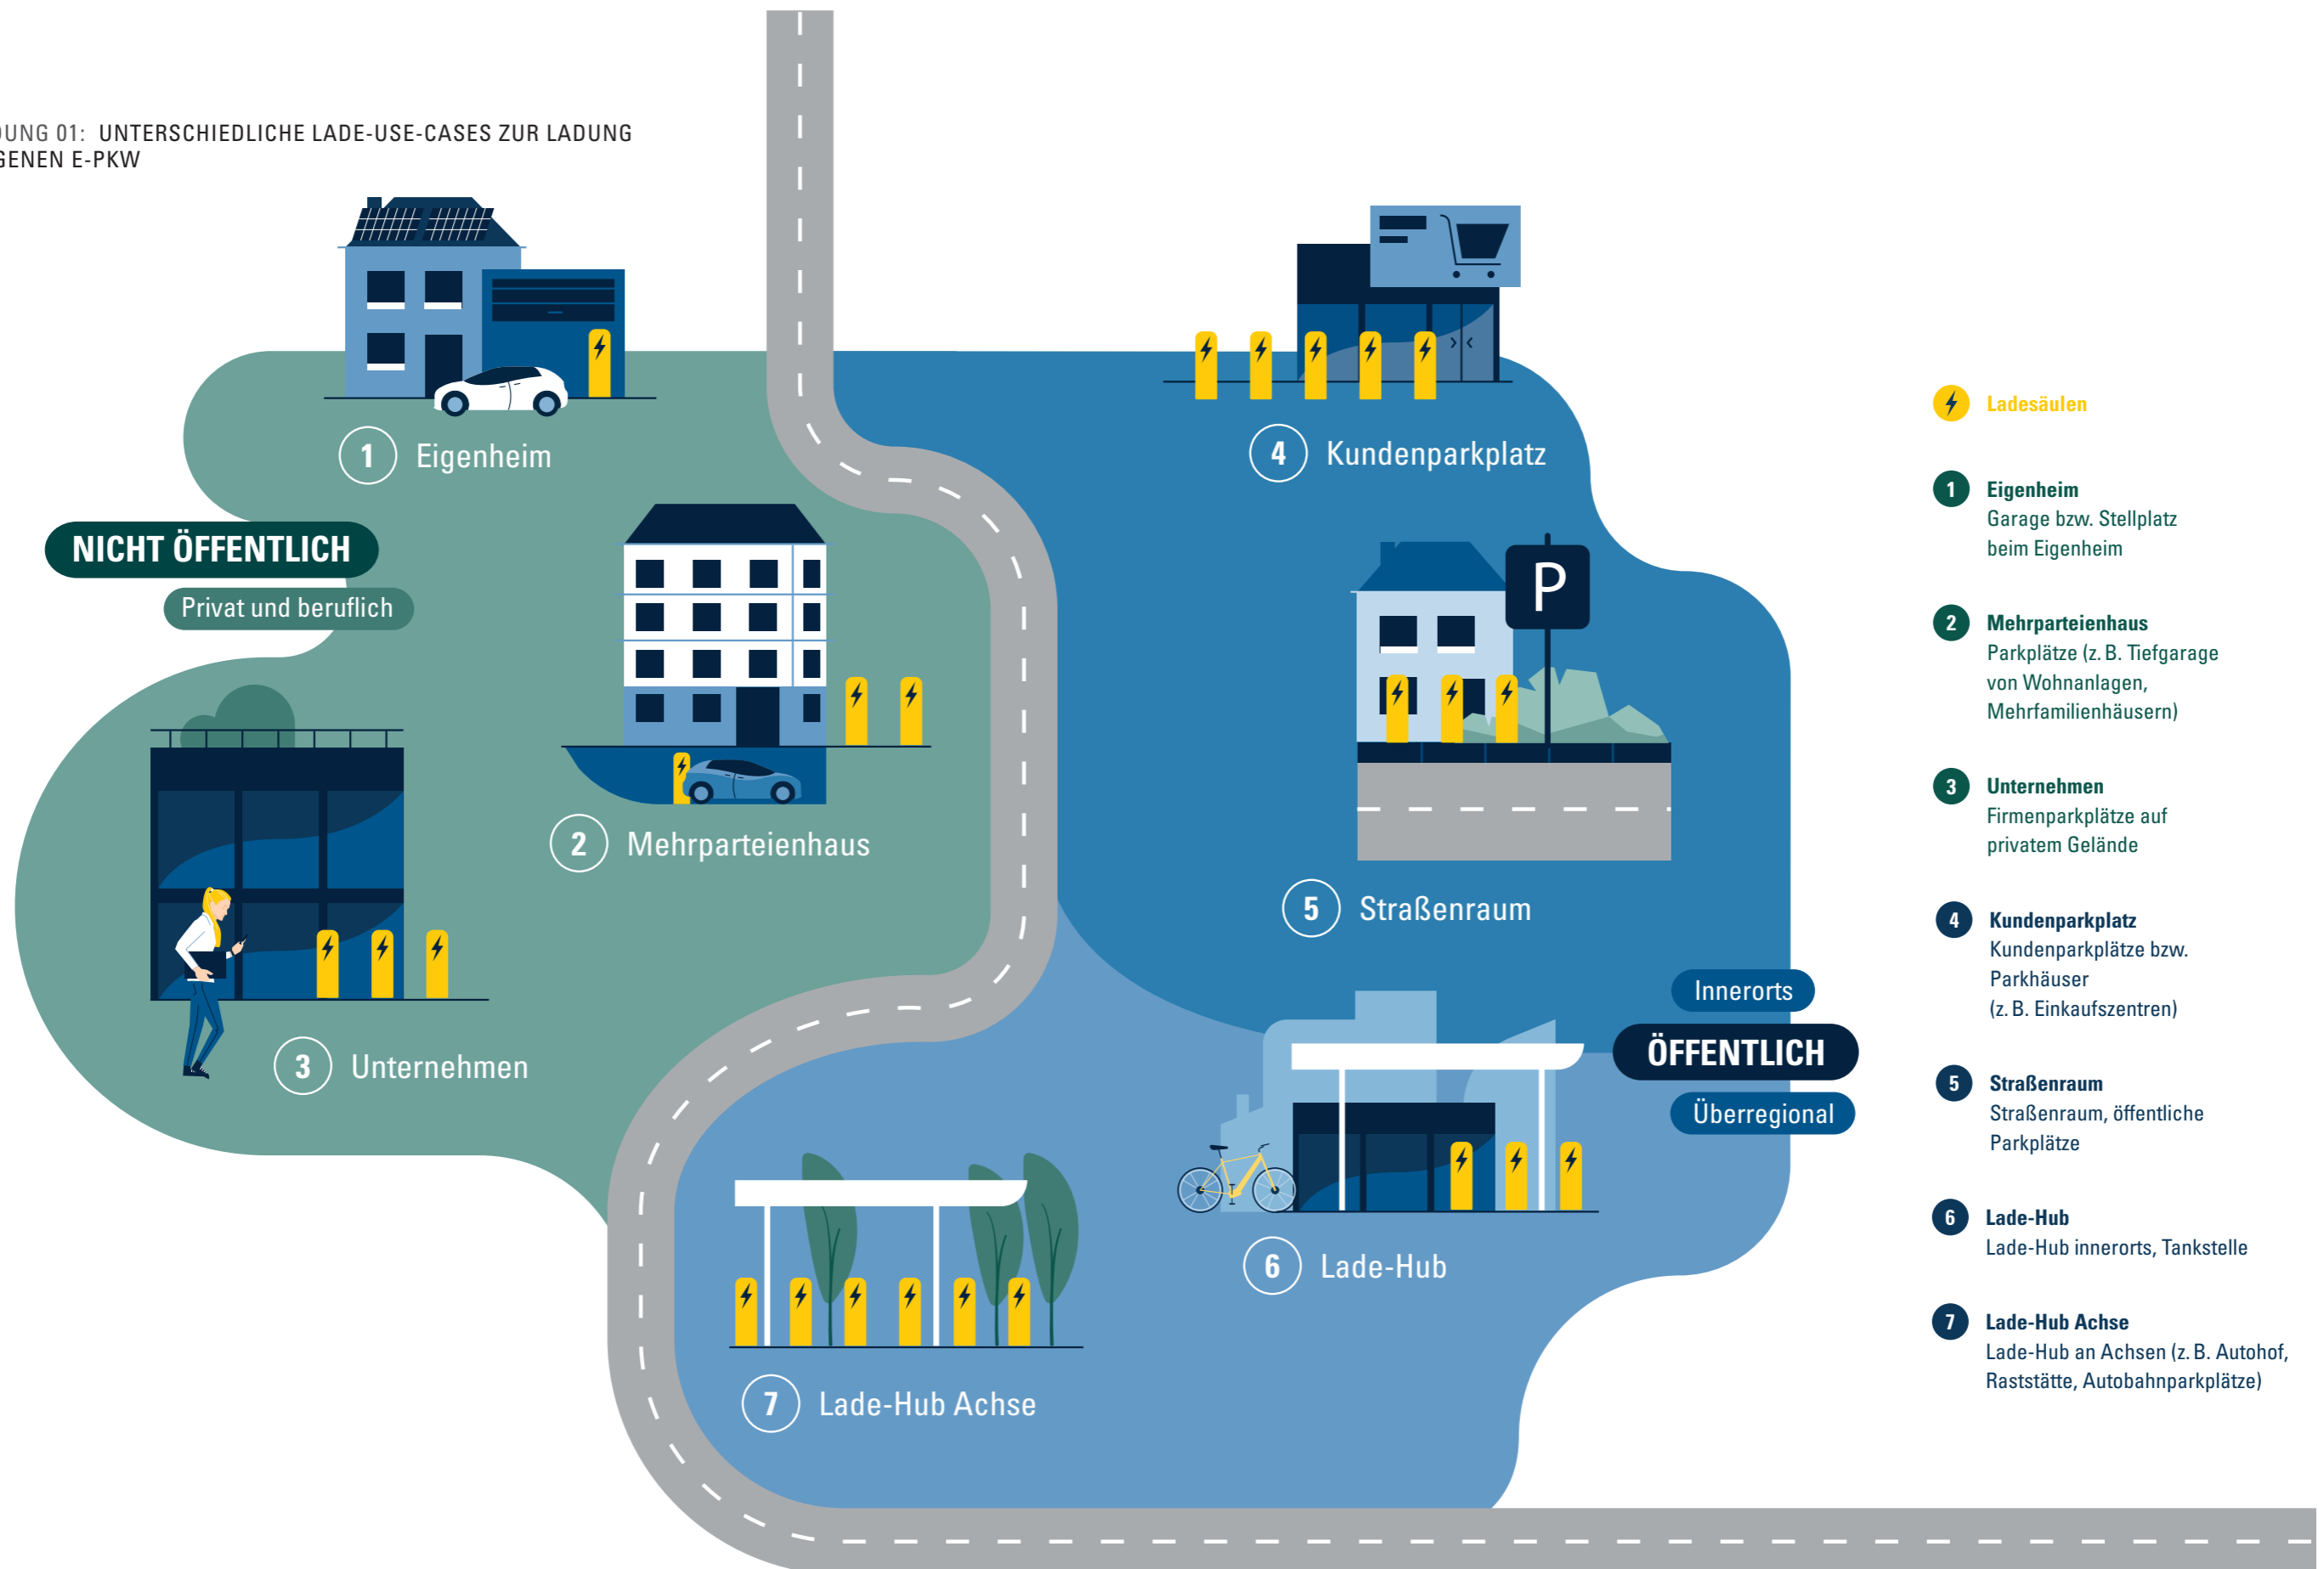 UNTERSCHIEDLICHE LADE-USE-CASES ZUR LADUNG
E-PKW
1 Eigenheim
NICHT ÖFFENTLICH
Privat und beruflich
2 Mehrparteienhaus
3 Unternehmen
4 Kundenparkplatz
P
5 Straßenraum
Innerorts
ÖFFENTLICH
Überregional
6 Lade-Hub
7 Lade-Hub Achse
Ladesäulen
1 Eigenheim
Garage bzw. Stellplatz
beim Eigenheim
2 Mehrparteienhaus
Parkplätze (z. B. Tiefgarage
von Wohnanlagen,
Mehrfamilienhäusern)
3 Unternehmen
Firmenparkplätze auf
privatem Gelände
4 Kundenparkplatz
Kundenparkplätze bzw.
Parkhäuser
(z. B. Einkaufszentren)
5 Straßenraum
Straßenraum, öffentliche
Parkplätze
6 Lade-Hub
Lade-Hub innerorts, Tankstelle
7 Lade-Hub Achse
Lade-Hub an Achsen (z. B. Autohof,
Raststätte, Autobahnparkplätze)